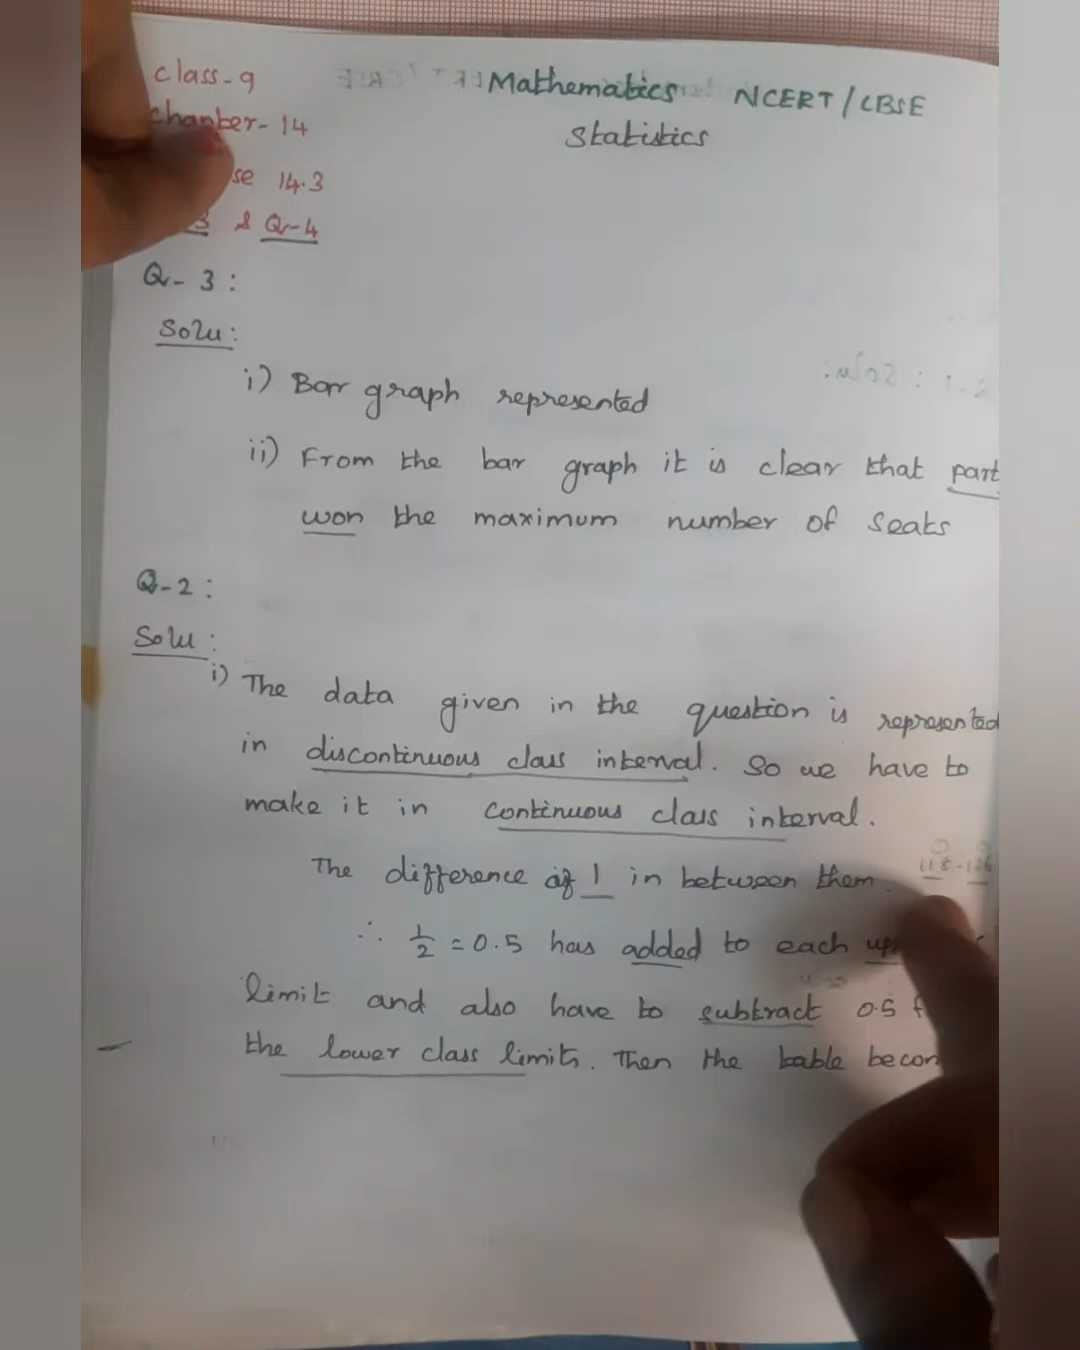 class-9
Mathematics NCERT/CBSE
chapter-14
Statistics
14.3
& Q-4
Q-3:
Solu:
i) Bar graph represented
ii) From the bar graph it is clear that
won the maximum number of seats
Q-2:
Solu:
i) The data given in the question is represented
in discontinuous class interval. So we have to
make it in continuous class interval.
The difference of 1 in between them.
∴ 1/2 = 0.5 has added to each
limit and also have to subtract 0.5
the lower class limits. Then the table